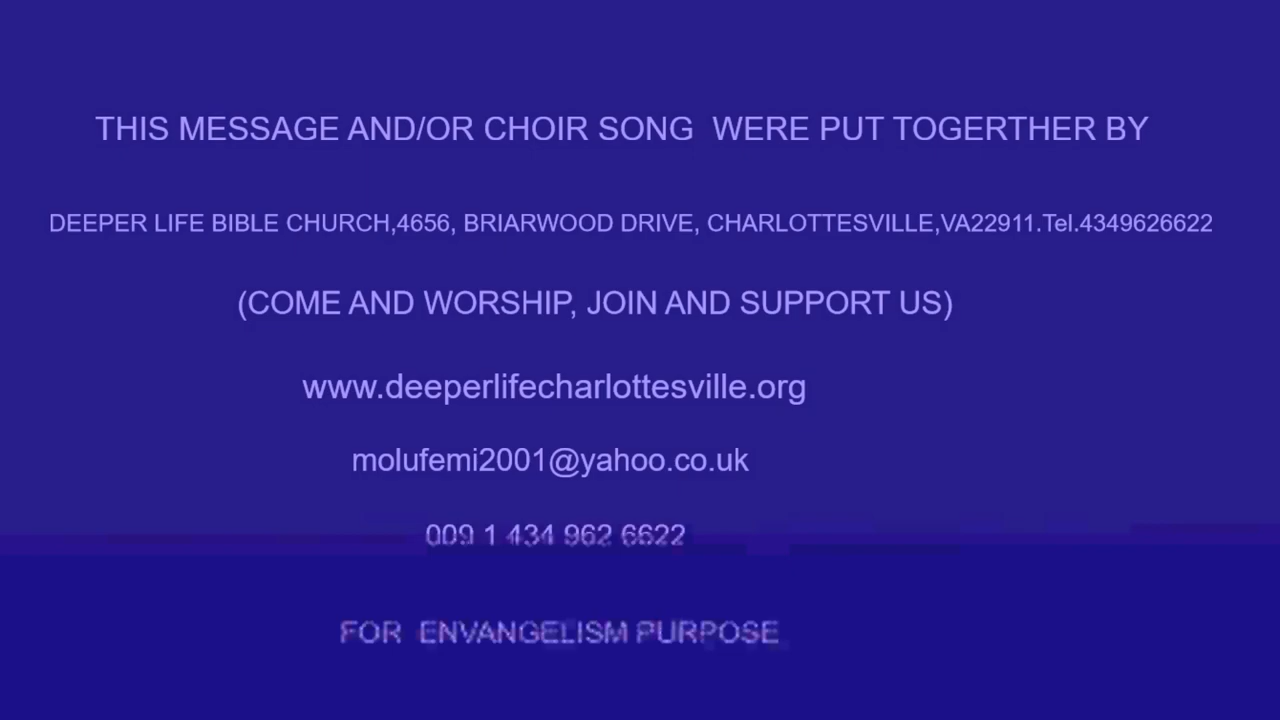 THIS MESSAGE AND/OR CHOIR SONG  WERE PUT TOGERTHER BY
DEEPER LIFE BIBLE CHURCH,4656, BRIARWOOD DRIVE, CHARLOTTESVILLE,VA22911.Tel.4349626622
(COME AND WORSHIP, JOIN AND SUPPORT US)
www.deeperlifecharlottesville.org
molufemi2001@yahoo.co.uk
009 1 434 962 6622
FOR  ENVANGELISM PURPOSE